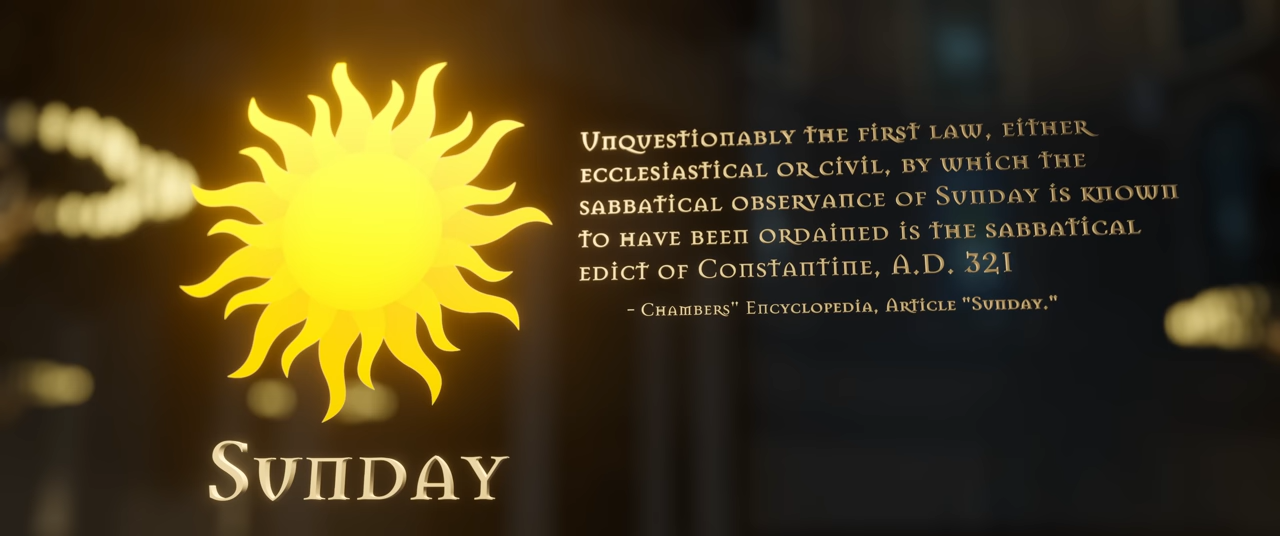 Unquestionably the first law, either
ecclesiastical or civil, by which the
sabbatical observance of Sunday is known
to have been ordained is the sabbatical
edict of Constantine, A.D. 321
- Chambers" Encyclopedia, Article "Sunday."
Sunday